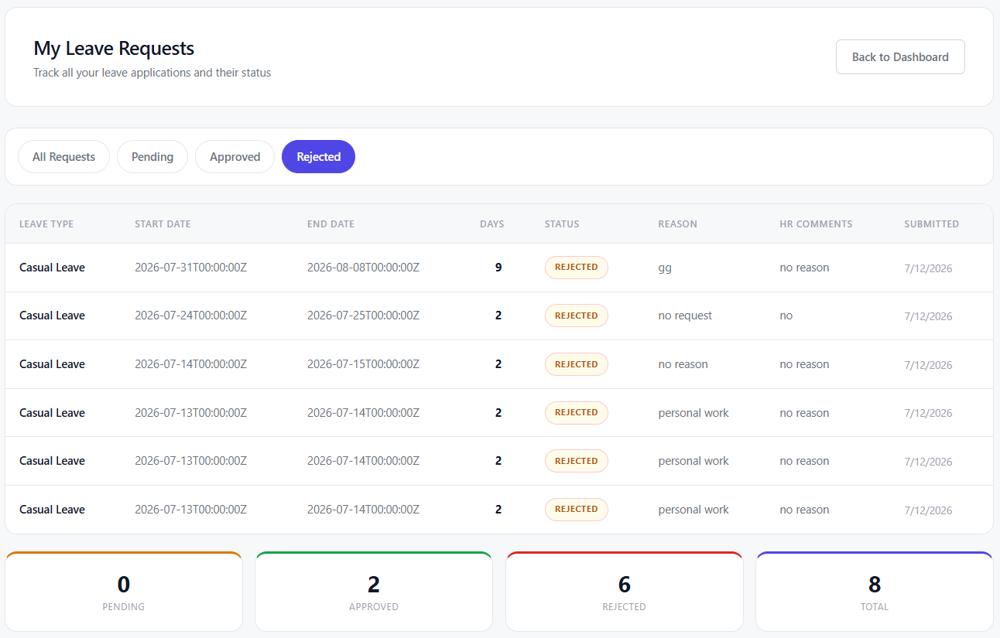 My Leave Requests
Track all your leave applications and their status
Back to Dashboard
All Requests Pending Approved Rejected
LEAVE TYPE START DATE END DATE DAYS STATUS REASON HR COMMENTS SUBMITTED
Casual Leave 2026-07-31T00:00:00Z 2026-08-08T00:00:00Z 9 REJECTED gg no reason 7/12/2026
Casual Leave 2026-07-24T00:00:00Z 2026-07-25T00:00:00Z 2 REJECTED no request no 7/12/2026
Casual Leave 2026-07-14T00:00:00Z 2026-07-15T00:00:00Z 2 REJECTED no reason no reason 7/12/2026
Casual Leave 2026-07-13T00:00:00Z 2026-07-14T00:00:00Z 2 REJECTED personal work no reason 7/12/2026
Casual Leave 2026-07-13T00:00:00Z 2026-07-14T00:00:00Z 2 REJECTED personal work no reason 7/12/2026
Casual Leave 2026-07-13T00:00:00Z 2026-07-14T00:00:00Z 2 REJECTED personal work no reason 7/12/2026
0 2 6 8
PENDING APPROVED REJECTED TOTAL